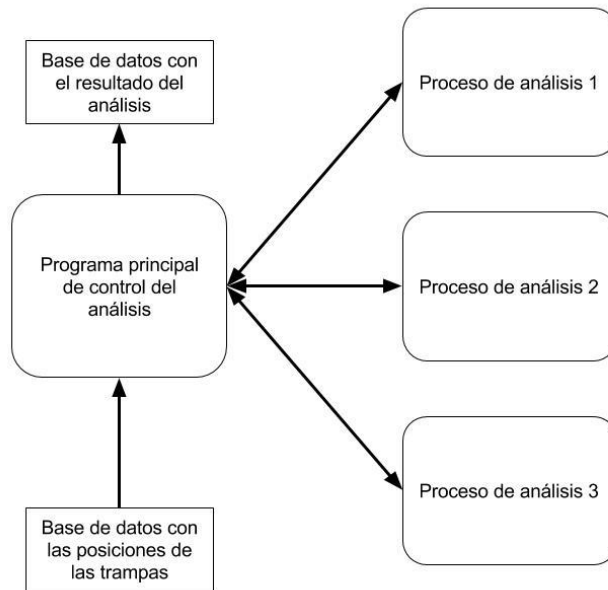 Base de datos con
el resultado del
análisis
Proceso de análisis 1
Programa principal
de control del
análisis
Proceso de análisis 2
Proceso de análisis 3
Base de datos con
las posiciones de
las trampas